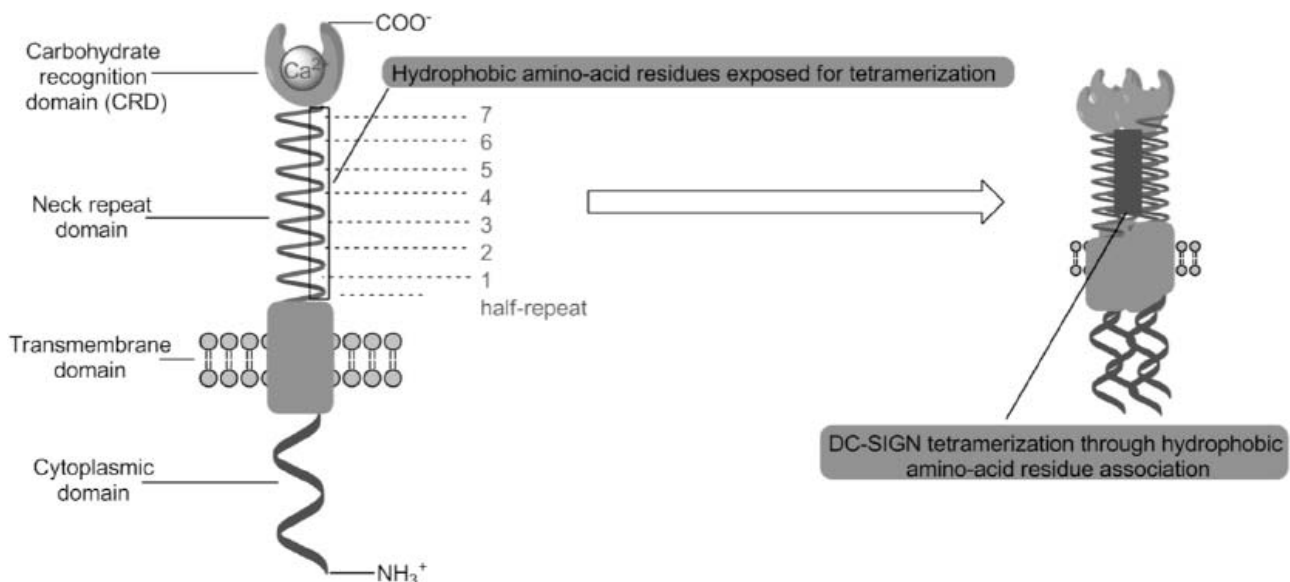 COO⁻
Carbohydrate
recognition
domain (CRD)
Ca²⁺
Hydrophobic amino-acid residues exposed for tetramerization
7
6
5
4
3
2
1
half-repeat
Neck repeat
domain
Transmembrane
domain
Cytoplasmic
domain
NH₃⁺
DC-SIGN tetramerization through hydrophobic
amino-acid residue association